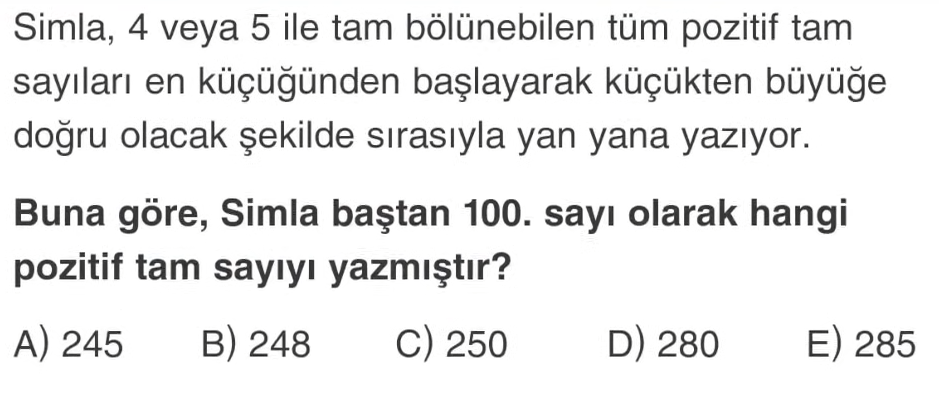 Simla, 4 veya 5 ile tam bölünebilen tüm pozitif tam
sayıları en küçüğünden başlayarak küçükten büyüğe
doğru olacak şekilde sırasıyla yan yana yazıyor.
Buna göre, Simla baştan 100. sayı olarak hangi
pozitif tam sayıyı yazmıştır?
A) 245 B) 248 C) 250 D) 280 E) 285